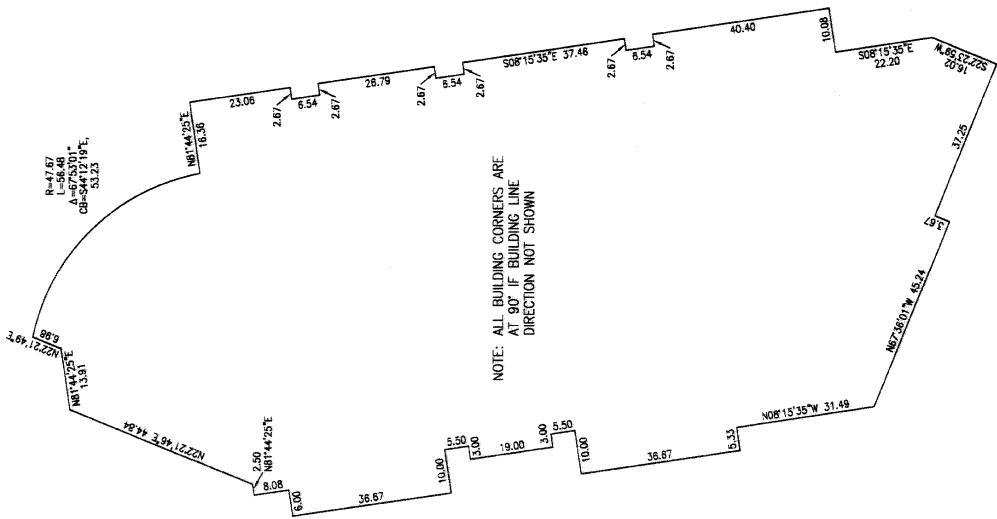 R=47.67
L=56.48
Δ=67°53'01"
CB=S44°12'19"E,
53.23
N81°44'25"E
16.36
23.06
2.67
6.54
2.67
26.79
2.67
6.54
2.67
S08°15'35"E 37.46
2.67
6.54
2.67
40.40
10.08
S08°15'35"E
22.20
S22°23'59"W
16.02
37.25
3.67
N67°36'01"W 45.24
N08°15'35"W 31.49
5.33
36.67
10.00
5.50
3.00
19.00
3.00
5.50
10.00
36.67
6.00
8.08
2.50
N81°44'25"E
N22°21'46"E 44.84
N81°44'25"E
13.91
N22°21'49"E
6.98
NOTE: ALL BUILDING CORNERS ARE
AT 90° IF BUILDING LINE
DIRECTION NOT SHOWN